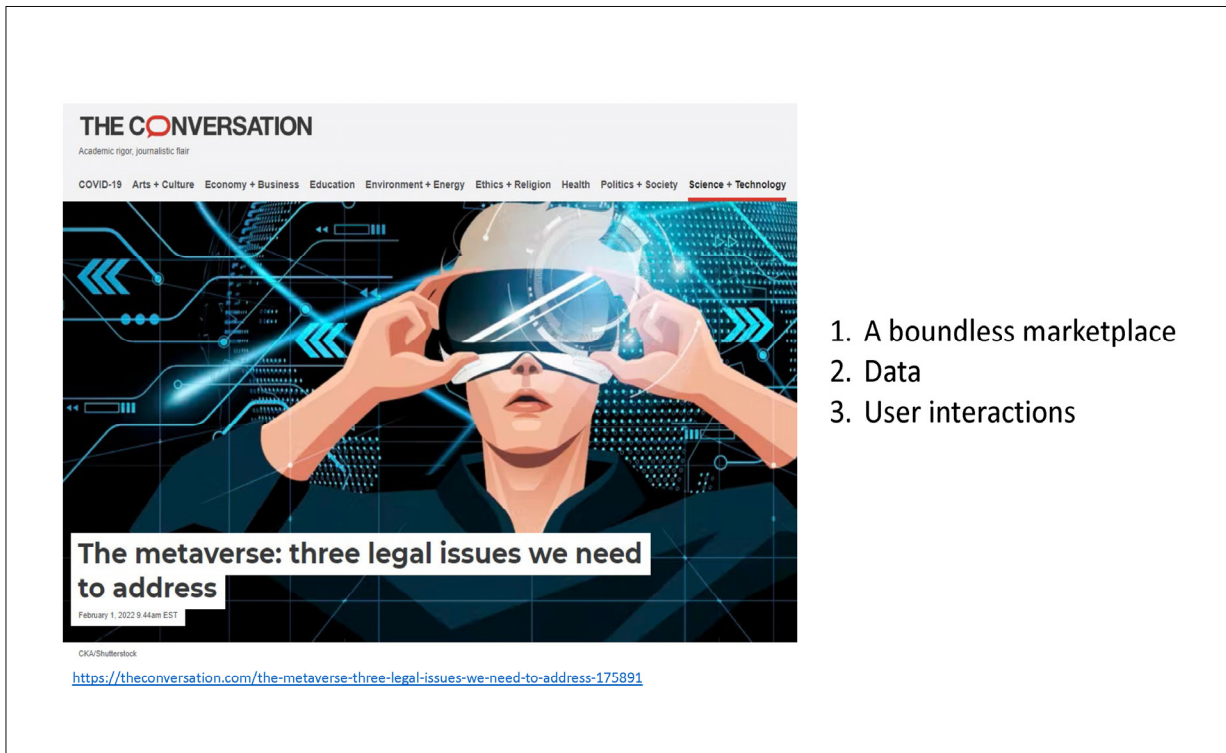 THE CONVERSATION
Academic rigor, journalistic flair
COVID-19 Arts + Culture Economy + Business Education Environment + Energy Ethics + Religion Health Politics + Society Science + Technology
The metaverse: three legal issues we need
to address
February 1, 2022 9.44am EST
CKA/Shutterstock
https://theconversation.com/the-metaverse-three-legal-issues-we-need-to-address-175891
1. A boundless marketplace
2. Data
3. User interactions